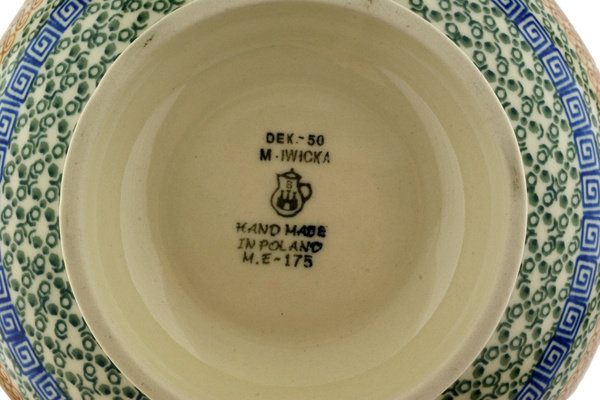 DEK.-50
M.IWICKA
B
HAND MADE
IN POLAND
M.E-175